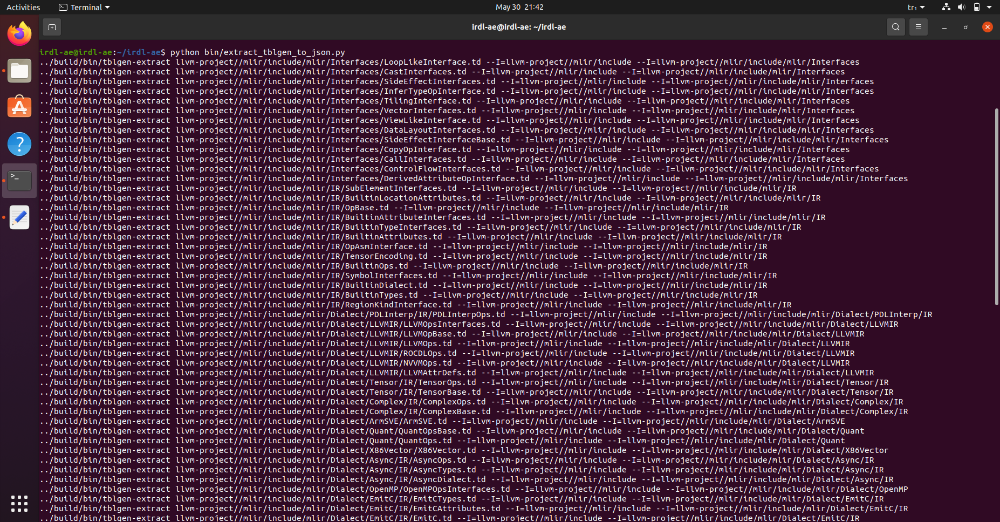 Activities
Terminal
May 30 21:42
tr₁
irdl-ae@irdl-ae: ~/irdl-ae
irdl-ae@irdl-ae:~/irdl-ae$ python bin/extract_tblgen_to_json.py
../build/bin/tblgen-extract llvm-project//mlir/include/mlir/Interfaces/LoopLikeInterface.td --I=llvm-project//mlir/include --I=llvm-project//mlir/include/mlir/Interfaces
../build/bin/tblgen-extract llvm-project//mlir/include/mlir/Interfaces/CastInterfaces.td --I=llvm-project//mlir/include --I=llvm-project//mlir/include/mlir/Interfaces
../build/bin/tblgen-extract llvm-project//mlir/include/mlir/Interfaces/SideEffectInterfaces.td --I=llvm-project//mlir/include --I=llvm-project//mlir/include/mlir/Interfaces
../build/bin/tblgen-extract llvm-project//mlir/include/mlir/Interfaces/InferTypeOpInterface.td --I=llvm-project//mlir/include --I=llvm-project//mlir/include/mlir/Interfaces
../build/bin/tblgen-extract llvm-project//mlir/include/mlir/Interfaces/TilingInterface.td --I=llvm-project//mlir/include --I=llvm-project//mlir/include/mlir/Interfaces
../build/bin/tblgen-extract llvm-project//mlir/include/mlir/Interfaces/VectorInterfaces.td --I=llvm-project//mlir/include --I=llvm-project//mlir/include/mlir/Interfaces
../build/bin/tblgen-extract llvm-project//mlir/include/mlir/Interfaces/ViewLikeInterface.td --I=llvm-project//mlir/include --I=llvm-project//mlir/include/mlir/Interfaces
../build/bin/tblgen-extract llvm-project//mlir/include/mlir/Interfaces/DataLayoutInterfaces.td --I=llvm-project//mlir/include --I=llvm-project//mlir/include/mlir/Interfaces
../build/bin/tblgen-extract llvm-project//mlir/include/mlir/Interfaces/SideEffectInterfaceBase.td --I=llvm-project//mlir/include --I=llvm-project//mlir/include/mlir/Interfaces
../build/bin/tblgen-extract llvm-project//mlir/include/mlir/Interfaces/CopyOpInterface.td --I=llvm-project//mlir/include --I=llvm-project//mlir/include/mlir/Interfaces
../build/bin/tblgen-extract llvm-project//mlir/include/mlir/Interfaces/CallInterfaces.td --I=llvm-project//mlir/include --I=llvm-project//mlir/include/mlir/Interfaces
../build/bin/tblgen-extract llvm-project//mlir/include/mlir/Interfaces/ControlFlowInterfaces.td --I=llvm-project//mlir/include --I=llvm-project//mlir/include/mlir/Interfaces
../build/bin/tblgen-extract llvm-project//mlir/include/mlir/Interfaces/DerivedAttributeOpInterface.td --I=llvm-project//mlir/include --I=llvm-project//mlir/include/mlir/Interfaces
../build/bin/tblgen-extract llvm-project//mlir/include/mlir/IR/SubElementInterfaces.td --I=llvm-project//mlir/include --I=llvm-project//mlir/include/mlir/IR
../build/bin/tblgen-extract llvm-project//mlir/include/mlir/IR/BuiltinLocationAttributes.td --I=llvm-project//mlir/include --I=llvm-project//mlir/include/mlir/IR
../build/bin/tblgen-extract llvm-project//mlir/include/mlir/IR/OpBase.td --I=llvm-project//mlir/include --I=llvm-project//mlir/include/mlir/IR
../build/bin/tblgen-extract llvm-project//mlir/include/mlir/IR/BuiltinAttributeInterfaces.td --I=llvm-project//mlir/include --I=llvm-project//mlir/include/mlir/IR
../build/bin/tblgen-extract llvm-project//mlir/include/mlir/IR/BuiltinTypeInterfaces.td --I=llvm-project//mlir/include --I=llvm-project//mlir/include/mlir/IR
../build/bin/tblgen-extract llvm-project//mlir/include/mlir/IR/BuiltinAttributes.td --I=llvm-project//mlir/include --I=llvm-project//mlir/include/mlir/IR
../build/bin/tblgen-extract llvm-project//mlir/include/mlir/IR/OpAsmInterface.td --I=llvm-project//mlir/include --I=llvm-project//mlir/include/mlir/IR
../build/bin/tblgen-extract llvm-project//mlir/include/mlir/IR/TensorEncoding.td --I=llvm-project//mlir/include --I=llvm-project//mlir/include/mlir/IR
../build/bin/tblgen-extract llvm-project//mlir/include/mlir/IR/BuiltinOps.td --I=llvm-project//mlir/include --I=llvm-project//mlir/include/mlir/IR
../build/bin/tblgen-extract llvm-project//mlir/include/mlir/IR/SymbolInterfaces.td --I=llvm-project//mlir/include --I=llvm-project//mlir/include/mlir/IR
../build/bin/tblgen-extract llvm-project//mlir/include/mlir/IR/BuiltinDialect.td --I=llvm-project//mlir/include --I=llvm-project//mlir/include/mlir/IR
../build/bin/tblgen-extract llvm-project//mlir/include/mlir/IR/BuiltinTypes.td --I=llvm-project//mlir/include --I=llvm-project//mlir/include/mlir/IR
../build/bin/tblgen-extract llvm-project//mlir/include/mlir/IR/RegionKindInterface.td --I=llvm-project//mlir/include --I=llvm-project//mlir/include/mlir/IR
../build/bin/tblgen-extract llvm-project//mlir/include/mlir/Dialect/PDLInterp/IR/PDLInterpOps.td --I=llvm-project//mlir/include --I=llvm-project//mlir/include/mlir/Dialect/PDLInterp/IR
../build/bin/tblgen-extract llvm-project//mlir/include/mlir/Dialect/LLVMIR/LLVMOpsInterfaces.td --I=llvm-project//mlir/include --I=llvm-project//mlir/include/mlir/Dialect/LLVMIR
../build/bin/tblgen-extract llvm-project//mlir/include/mlir/Dialect/LLVMIR/LLVMOpBase.td --I=llvm-project//mlir/include --I=llvm-project//mlir/include/mlir/Dialect/LLVMIR
../build/bin/tblgen-extract llvm-project//mlir/include/mlir/Dialect/LLVMIR/LLVMOps.td --I=llvm-project//mlir/include --I=llvm-project//mlir/include/mlir/Dialect/LLVMIR
../build/bin/tblgen-extract llvm-project//mlir/include/mlir/Dialect/LLVMIR/ROCDLOps.td --I=llvm-project//mlir/include --I=llvm-project//mlir/include/mlir/Dialect/LLVMIR
../build/bin/tblgen-extract llvm-project//mlir/include/mlir/Dialect/LLVMIR/NVVMOps.td --I=llvm-project//mlir/include --I=llvm-project//mlir/include/mlir/Dialect/LLVMIR
../build/bin/tblgen-extract llvm-project//mlir/include/mlir/Dialect/LLVMIR/LLVMAttrDefs.td --I=llvm-project//mlir/include --I=llvm-project//mlir/include/mlir/Dialect/LLVMIR
../build/bin/tblgen-extract llvm-project//mlir/include/mlir/Dialect/Tensor/IR/TensorOps.td --I=llvm-project//mlir/include --I=llvm-project//mlir/include/mlir/Dialect/Tensor/IR
../build/bin/tblgen-extract llvm-project//mlir/include/mlir/Dialect/Tensor/IR/TensorBase.td --I=llvm-project//mlir/include --I=llvm-project//mlir/include/mlir/Dialect/Tensor/IR
../build/bin/tblgen-extract llvm-project//mlir/include/mlir/Dialect/Complex/IR/ComplexOps.td --I=llvm-project//mlir/include --I=llvm-project//mlir/include/mlir/Dialect/Complex/IR
../build/bin/tblgen-extract llvm-project//mlir/include/mlir/Dialect/Complex/IR/ComplexBase.td --I=llvm-project//mlir/include --I=llvm-project//mlir/include/mlir/Dialect/Complex/IR
../build/bin/tblgen-extract llvm-project//mlir/include/mlir/Dialect/ArmSVE/ArmSVE.td --I=llvm-project//mlir/include --I=llvm-project//mlir/include/mlir/Dialect/ArmSVE
../build/bin/tblgen-extract llvm-project//mlir/include/mlir/Dialect/Quant/QuantOpsBase.td --I=llvm-project//mlir/include --I=llvm-project//mlir/include/mlir/Dialect/Quant
../build/bin/tblgen-extract llvm-project//mlir/include/mlir/Dialect/Quant/QuantOps.td --I=llvm-project//mlir/include --I=llvm-project//mlir/include/mlir/Dialect/Quant
../build/bin/tblgen-extract llvm-project//mlir/include/mlir/Dialect/X86Vector/X86Vector.td --I=llvm-project//mlir/include --I=llvm-project//mlir/include/mlir/Dialect/X86Vector
../build/bin/tblgen-extract llvm-project//mlir/include/mlir/Dialect/Async/IR/AsyncOps.td --I=llvm-project//mlir/include --I=llvm-project//mlir/include/mlir/Dialect/Async/IR
../build/bin/tblgen-extract llvm-project//mlir/include/mlir/Dialect/Async/IR/AsyncTypes.td --I=llvm-project//mlir/include --I=llvm-project//mlir/include/mlir/Dialect/Async/IR
../build/bin/tblgen-extract llvm-project//mlir/include/mlir/Dialect/Async/IR/AsyncDialect.td --I=llvm-project//mlir/include --I=llvm-project//mlir/include/mlir/Dialect/Async/IR
../build/bin/tblgen-extract llvm-project//mlir/include/mlir/Dialect/OpenMP/OpenMPOpsInterfaces.td --I=llvm-project//mlir/include --I=llvm-project//mlir/include/mlir/Dialect/OpenMP
../build/bin/tblgen-extract llvm-project//mlir/include/mlir/Dialect/EmitC/IR/EmitCTypes.td --I=llvm-project//mlir/include --I=llvm-project//mlir/include/mlir/Dialect/EmitC/IR
../build/bin/tblgen-extract llvm-project//mlir/include/mlir/Dialect/EmitC/IR/EmitCAttributes.td --I=llvm-project//mlir/include --I=llvm-project//mlir/include/mlir/Dialect/EmitC/IR
../build/bin/tblgen-extract llvm-project//mlir/include/mlir/Dialect/EmitC/IR/EmitC.td --I=llvm-project//mlir/include --I=llvm-project//mlir/include/mlir/Dialect/EmitC/IR